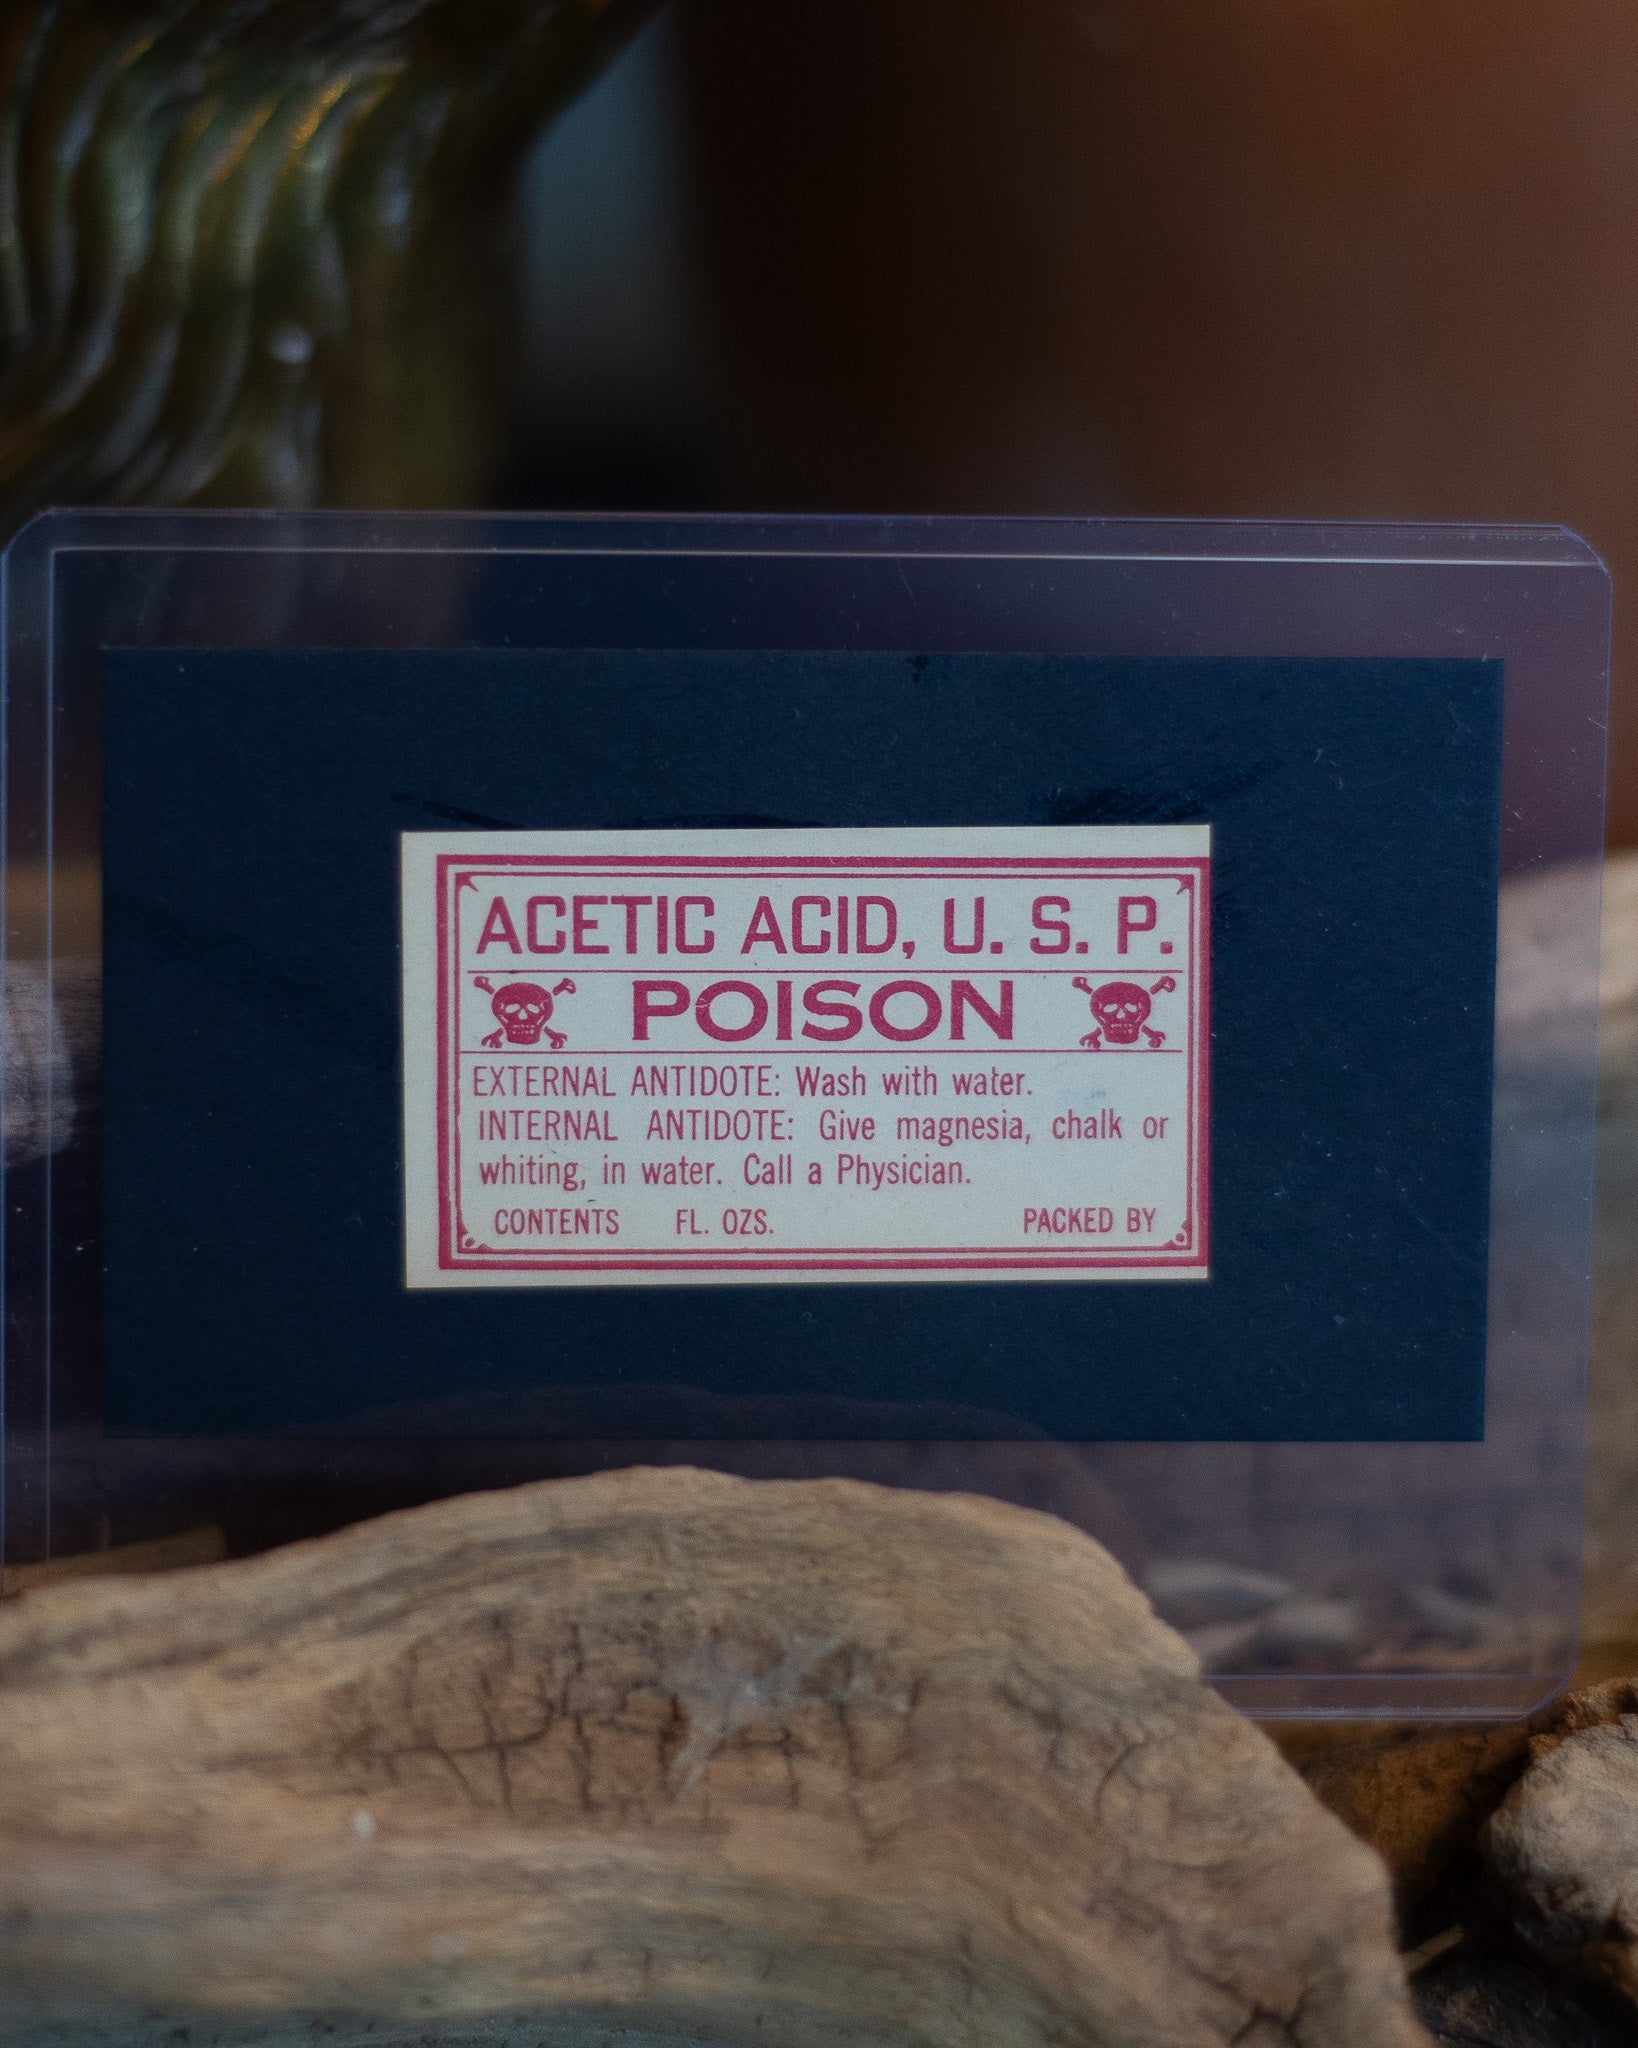 ACETIC ACID, U. S. P.
POISON
EXTERNAL ANTIDOTE: Wash with water.
INTERNAL ANTIDOTE: Give magnesia, chalk or
whiting, in water. Call a Physician.
CONTENTS FL. OZS. PACKED BY